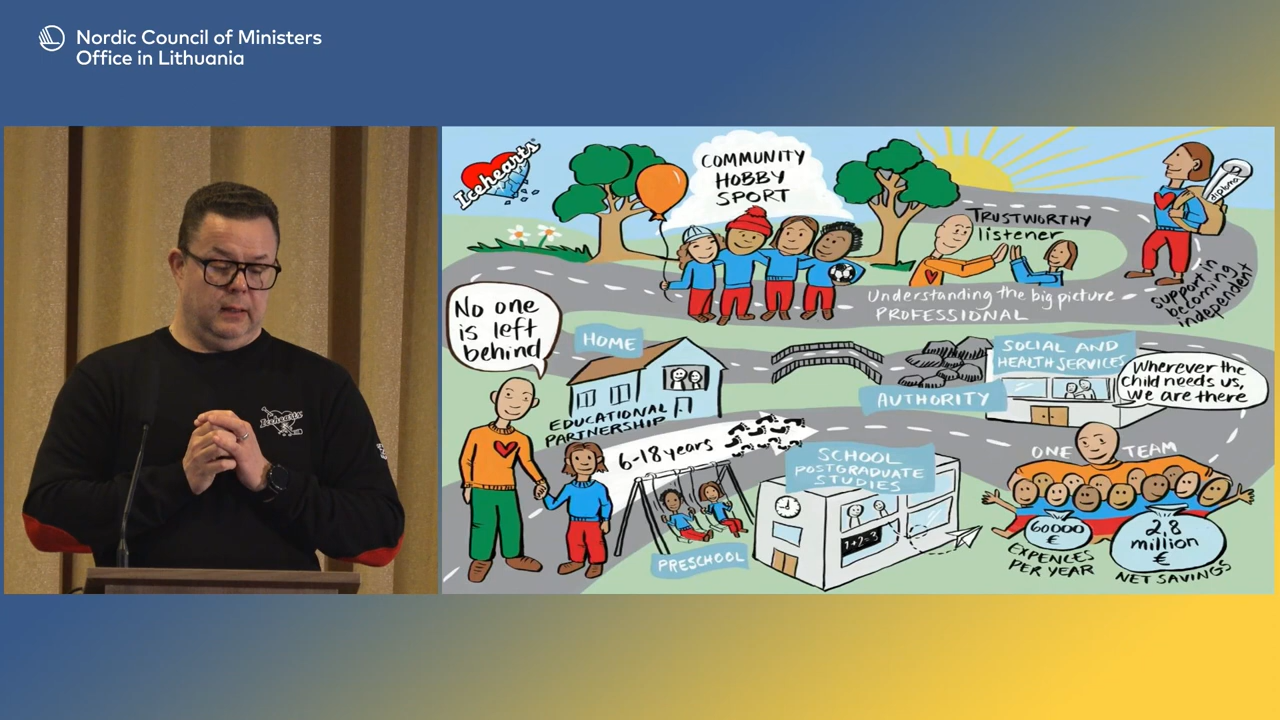 Nordic Council of Ministers
Office in Lithuania
Icehearts
Icehearts
COMMUNITY
HOBBY
SPORT
TRUSTWORTHY
listener
diploma
Support in
becoming
independent
Understanding the big picture -
PROFESSIONAL
No one
is left
behind
HOME
EDUCATIONAL
PARTNERSHIP
SOCIAL AND
HEALTH SERVICES
AUTHORITY
Wherever the
child needs us,
we are there
6-18 years
SCHOOL
POSTGRADUATE
STUDIES
1+2=3
PRESCHOOL
ONE TEAM
60000
€
EXPENCES
PER YEAR
2,8
million
€
NET SAVINGS